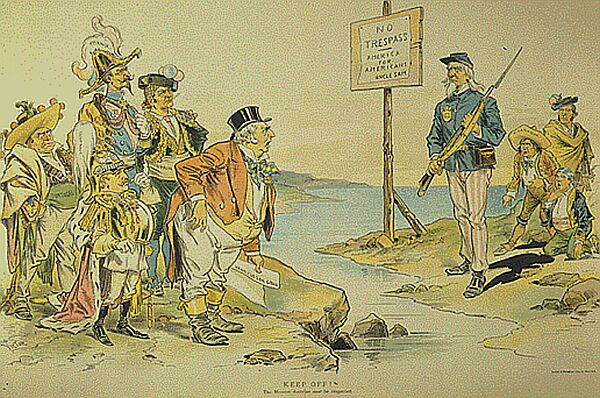 NO
TRESPASS
AMERICA
FOR
AMERICANS
UNCLE SAM
KEEP OFF!
The Monroe doctrine must be respected